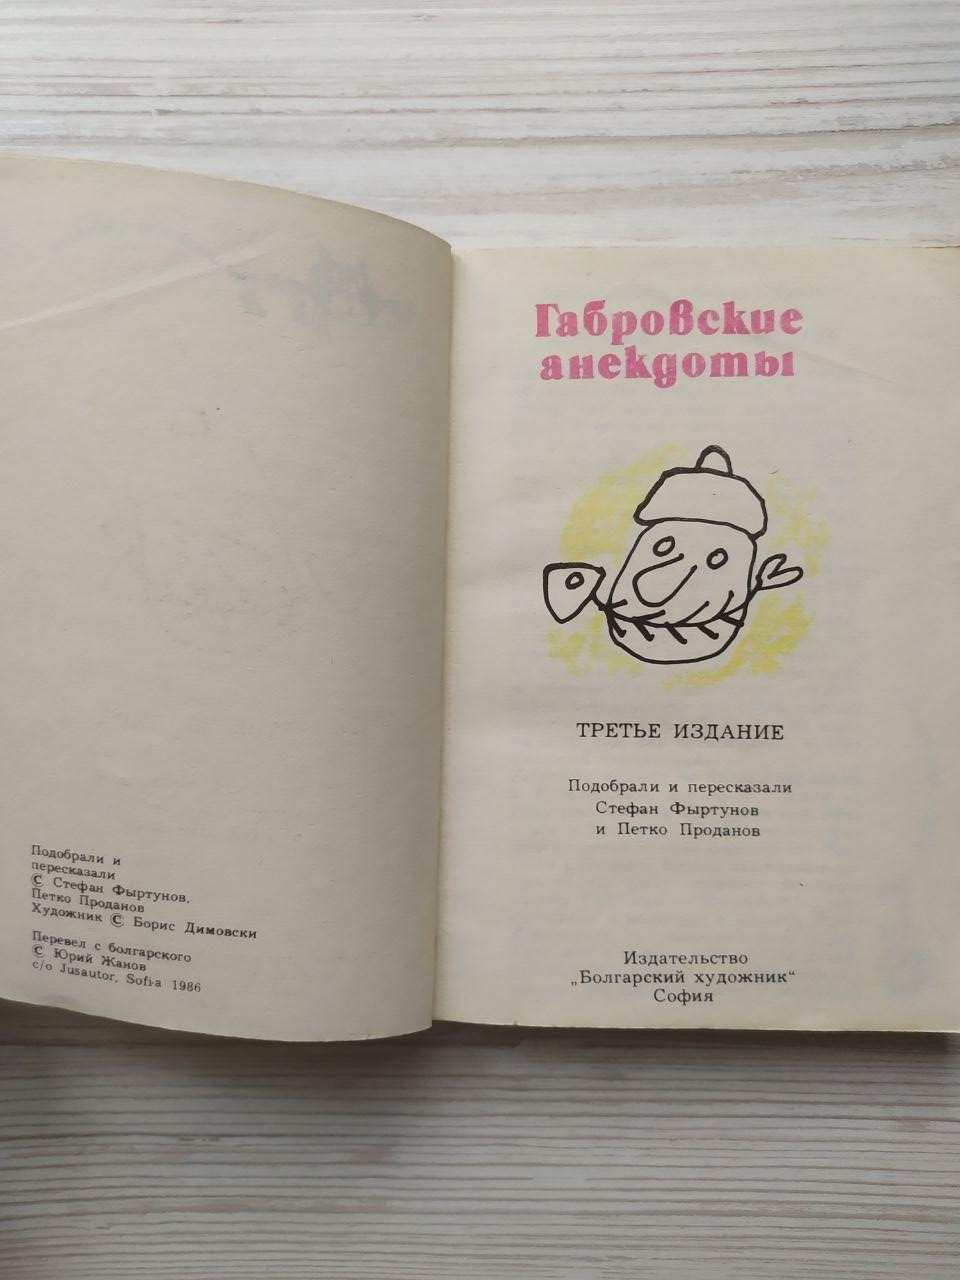 Подобрали и
пересказали
© Стефан Фыртунов,
Петко Проданов
Художник © Борис Димовски
Перевел с болгарского
© Юрий Жанов
c/o Jusautor, Sofia 1986
Габровские
анекдоты
ТРЕТЬЕ ИЗДАНИЕ
Подобрали и пересказали
Стефан Фыртунов
и Петко Проданов
Издательство
„Болгарский художник“
София